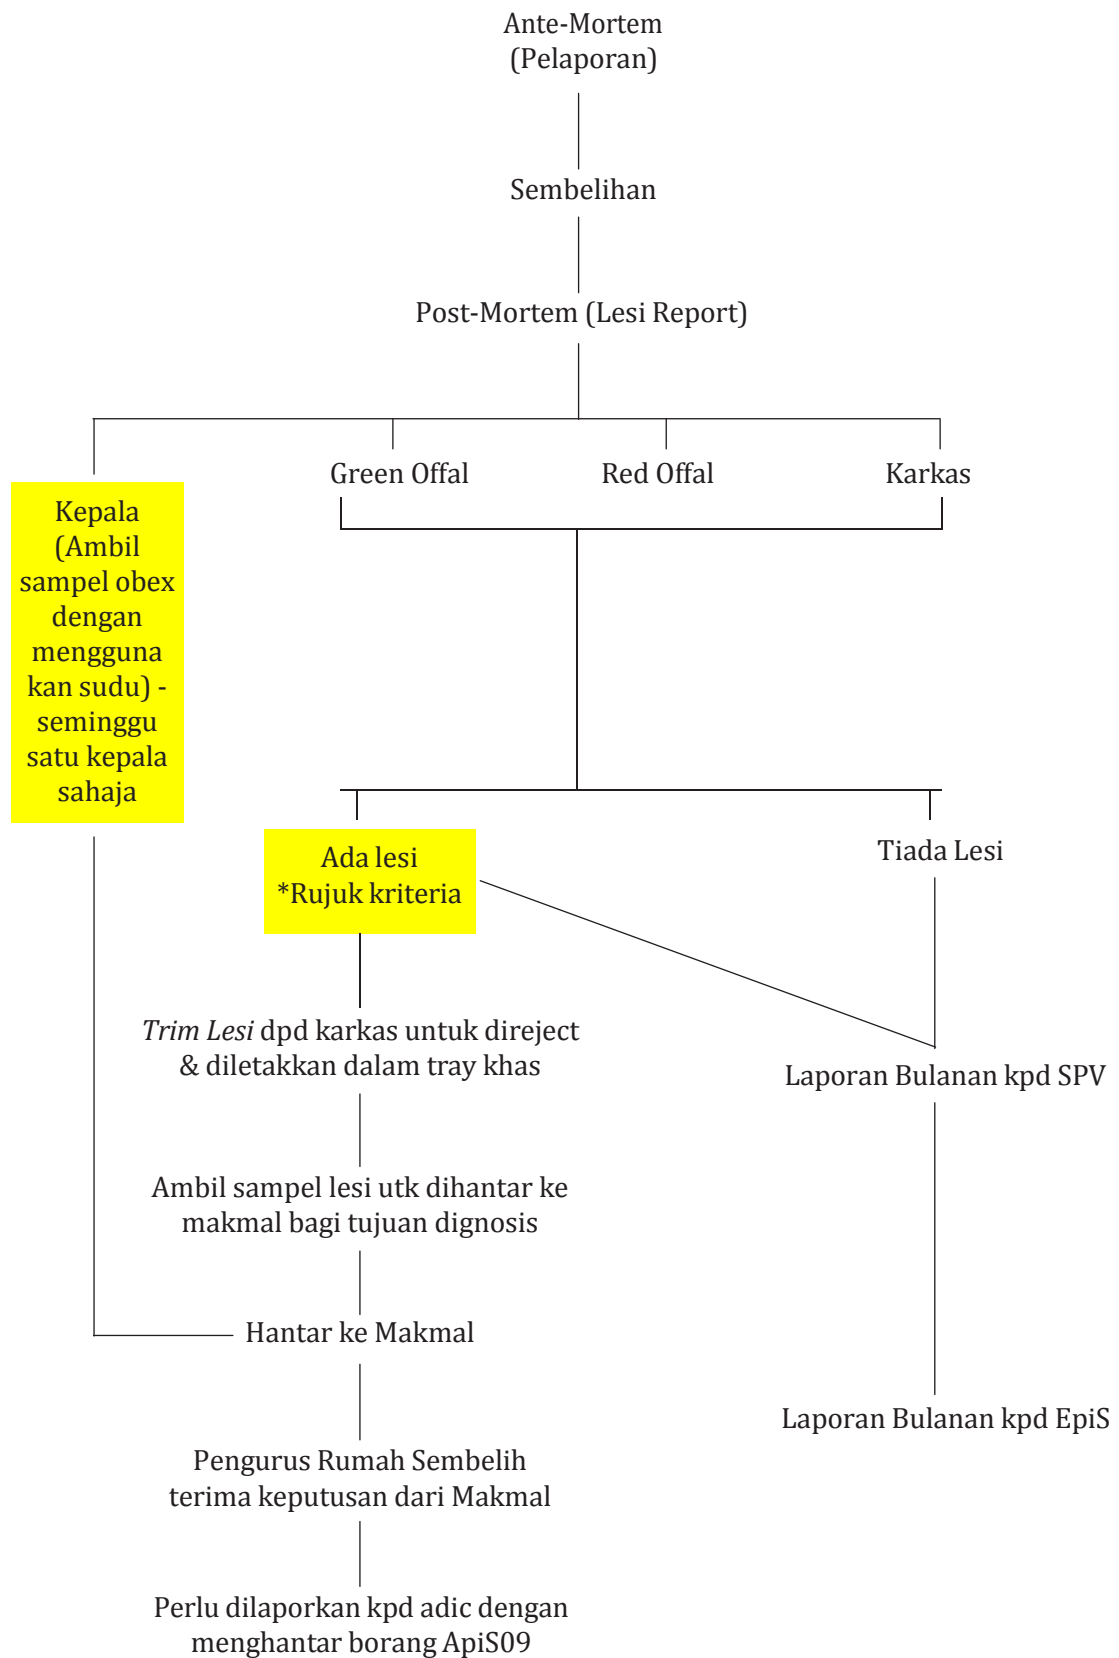 Ante-Mortem
(Pelaporan)
Sembelihan
Post-Mortem (Lesi Report)
Green Offal
Red Offal
Karkas
Kepala
(Ambil
sampel obex
dengan
mengguna
kan sudu) -
seminggu
satu kepala
sahaja
Ada lesi
*Rujuk kriteria
Tiada Lesi
Trim Lesi dpd karkas untuk direject
& diletakkan dalam tray khas
Laporan Bulanan kpd SPV
Ambil sampel lesi utk dihantar ke
makmal bagi tujuan dignosis
Hantar ke Makmal
Laporan Bulanan kpd EpiS
Pengurus Rumah Sembelih
terima keputusan dari Makmal
Perlu dilaporkan kpd adic dengan
menghantar borang ApiS09